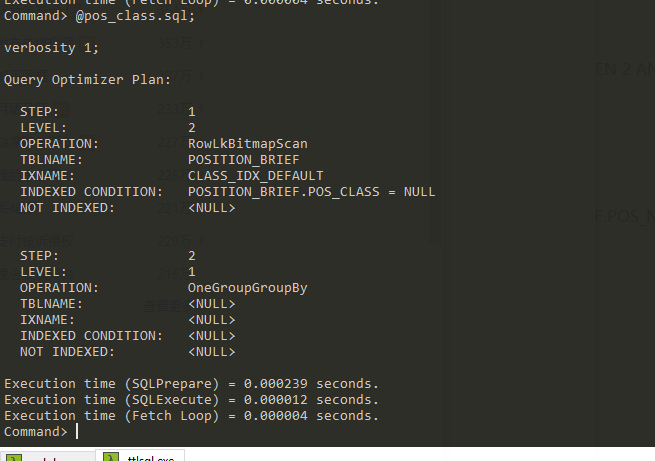 Execution time (Fetch Loop) = 0.000004 seconds.
Command> @pos_class.sql;
verbosity 1;
Query Optimizer Plan:
STEP: 1
LEVEL: 2
OPERATION: RowLkBitmapScan
TBLNAME: POSITION_BRIEF
IXNAME: CLASS_IDX_DEFAULT
INDEXED CONDITION: POSITION_BRIEF.POS_CLASS = NULL
NOT INDEXED: <NULL>
STEP: 2
LEVEL: 1
OPERATION: OneGroupGroupBy
TBLNAME: <NULL>
IXNAME: <NULL>
INDEXED CONDITION: <NULL>
NOT INDEXED: <NULL>
Execution time (SQLPrepare) = 0.000239 seconds.
Execution time (SQLExecute) = 0.000012 seconds.
Execution time (Fetch Loop) = 0.000004 seconds.
Command>